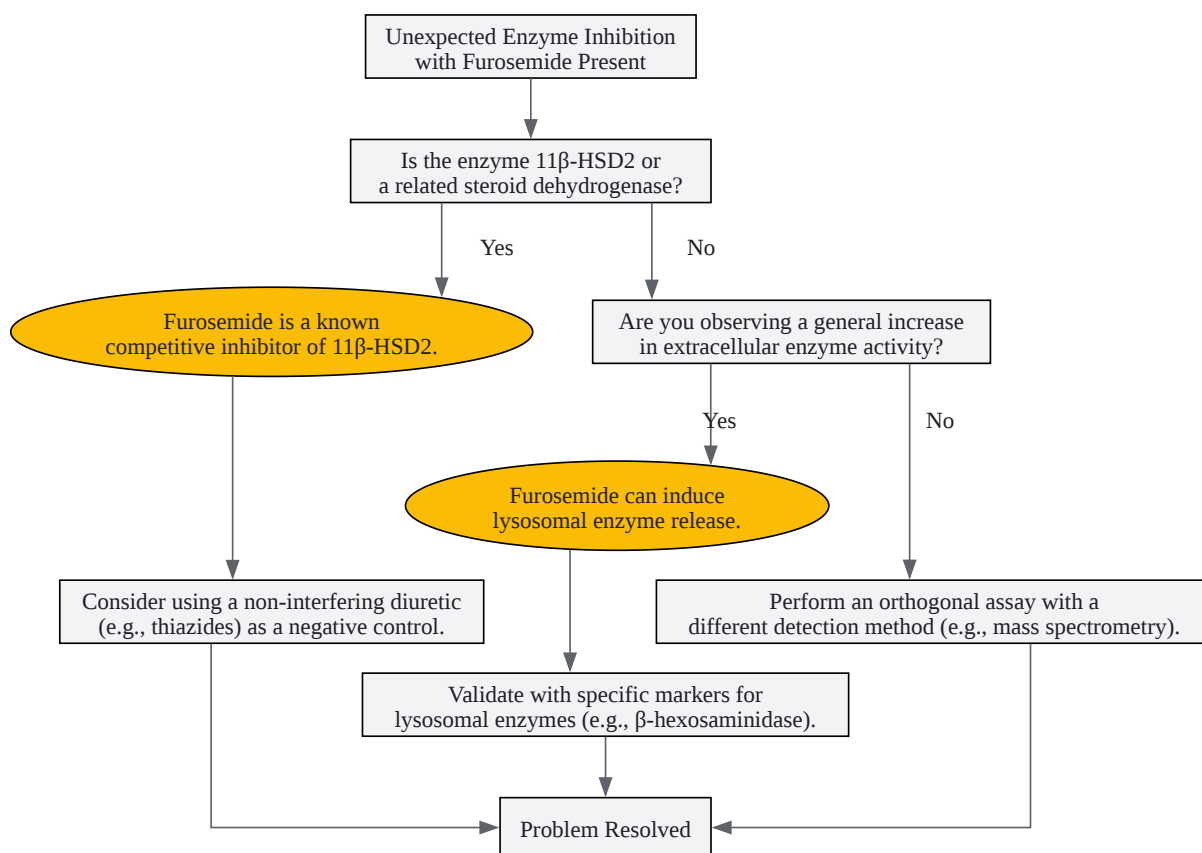 Unexpected Enzyme Inhibition
with Furosemide Present
Is the enzyme 11β-HSD2 or
a related steroid dehydrogenase?
Yes
No
Furosemide is a known
competitive inhibitor of 11β-HSD2.
Are you observing a general increase
in extracellular enzyme activity?
Yes
No
Furosemide can induce
lysosomal enzyme release.
Consider using a non-interfering diuretic
(e.g., thiazides) as a negative control.
Perform an orthogonal assay with a
different detection method (e.g., mass spectrometry).
Validate with specific markers for
lysosomal enzymes (e.g., β-hexosaminidase).
Problem Resolved